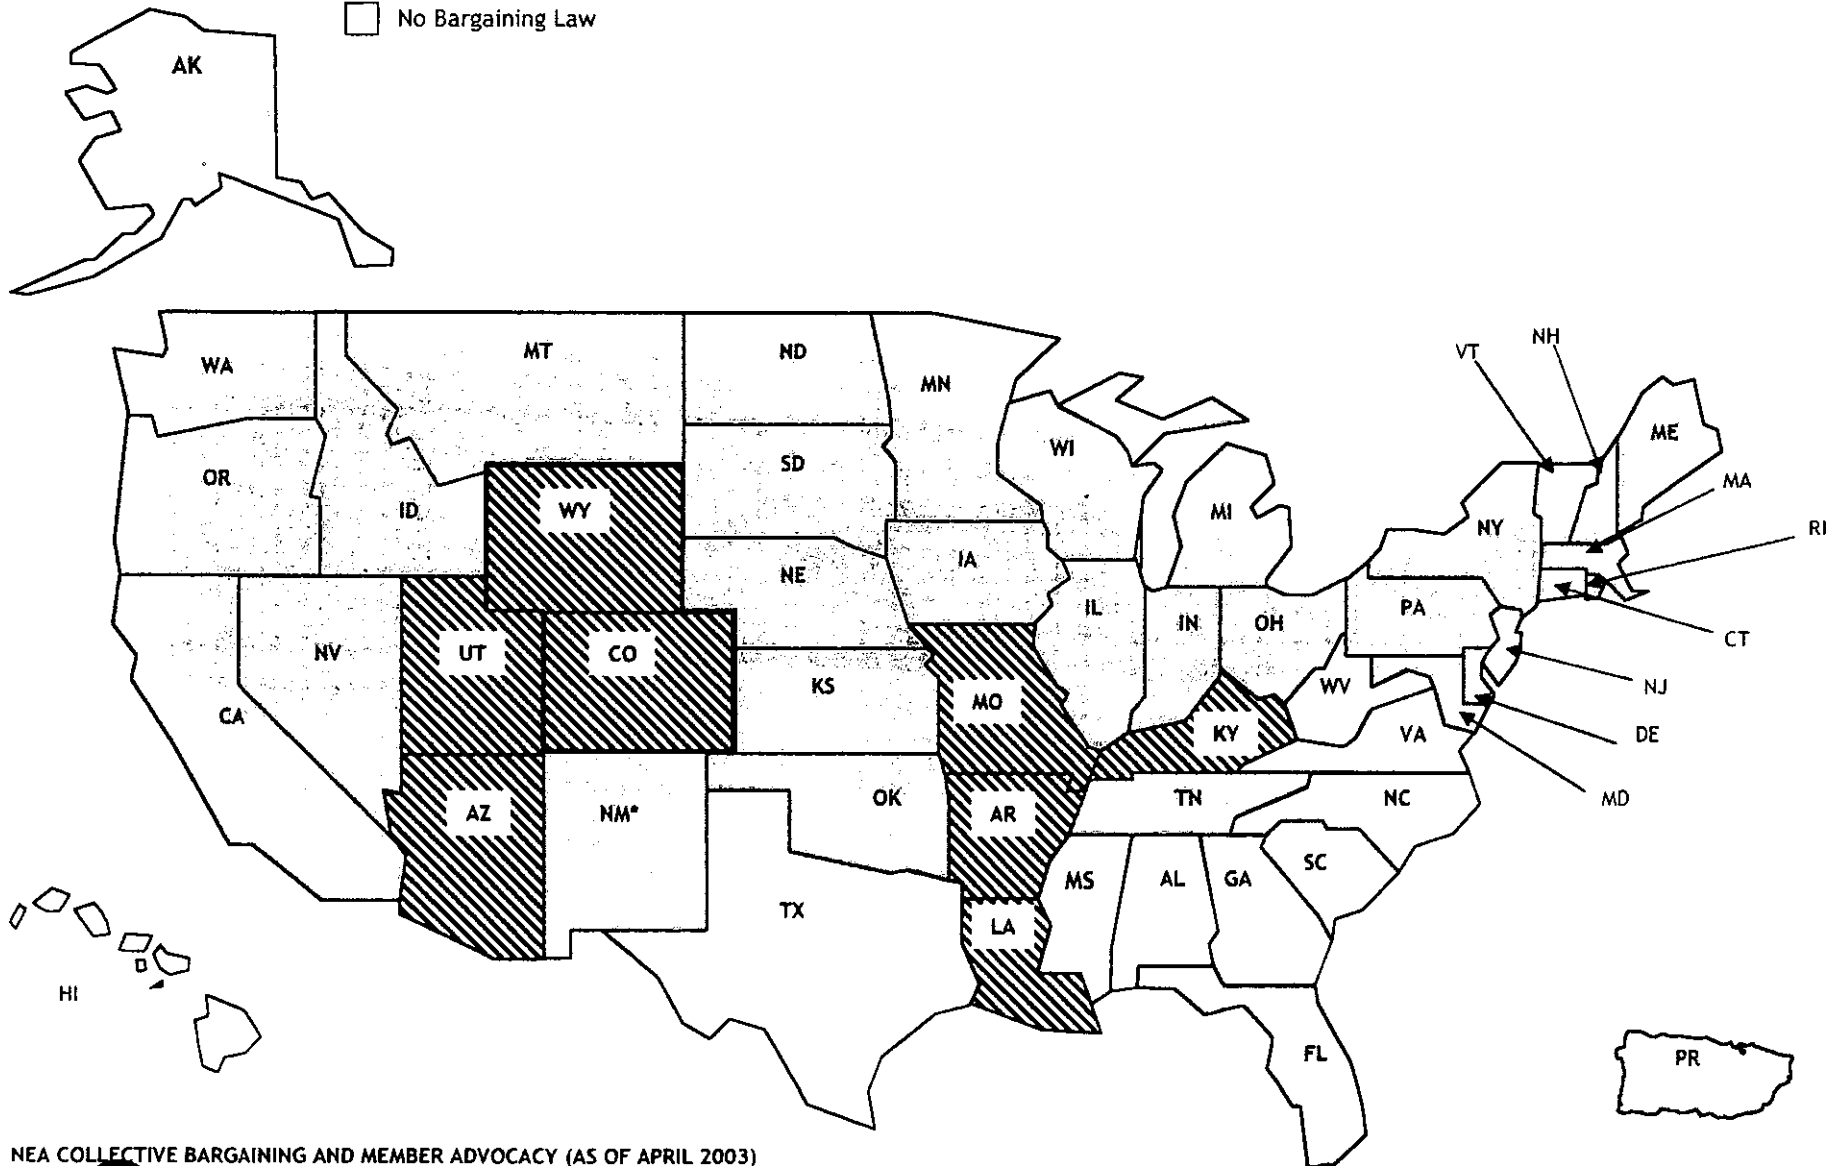 No Bargaining Law
AK
WA
MT
ND
MN
VT
NH
ME
OR
ID
WY
SD
WI
MI
NY
MA
RI
NE
IA
IL
IN
OH
PA
CT
NV
UT
CO
KS
MO
KY
WV
VA
NJ
DE
MD
CA
AZ
NM*
OK
AR
TN
NC
TX
LA
MS
AL
GA
SC
HI
FL
PR
NEA COLLECTIVE BARGAINING AND MEMBER ADVOCACY (AS OF APRIL 2003)